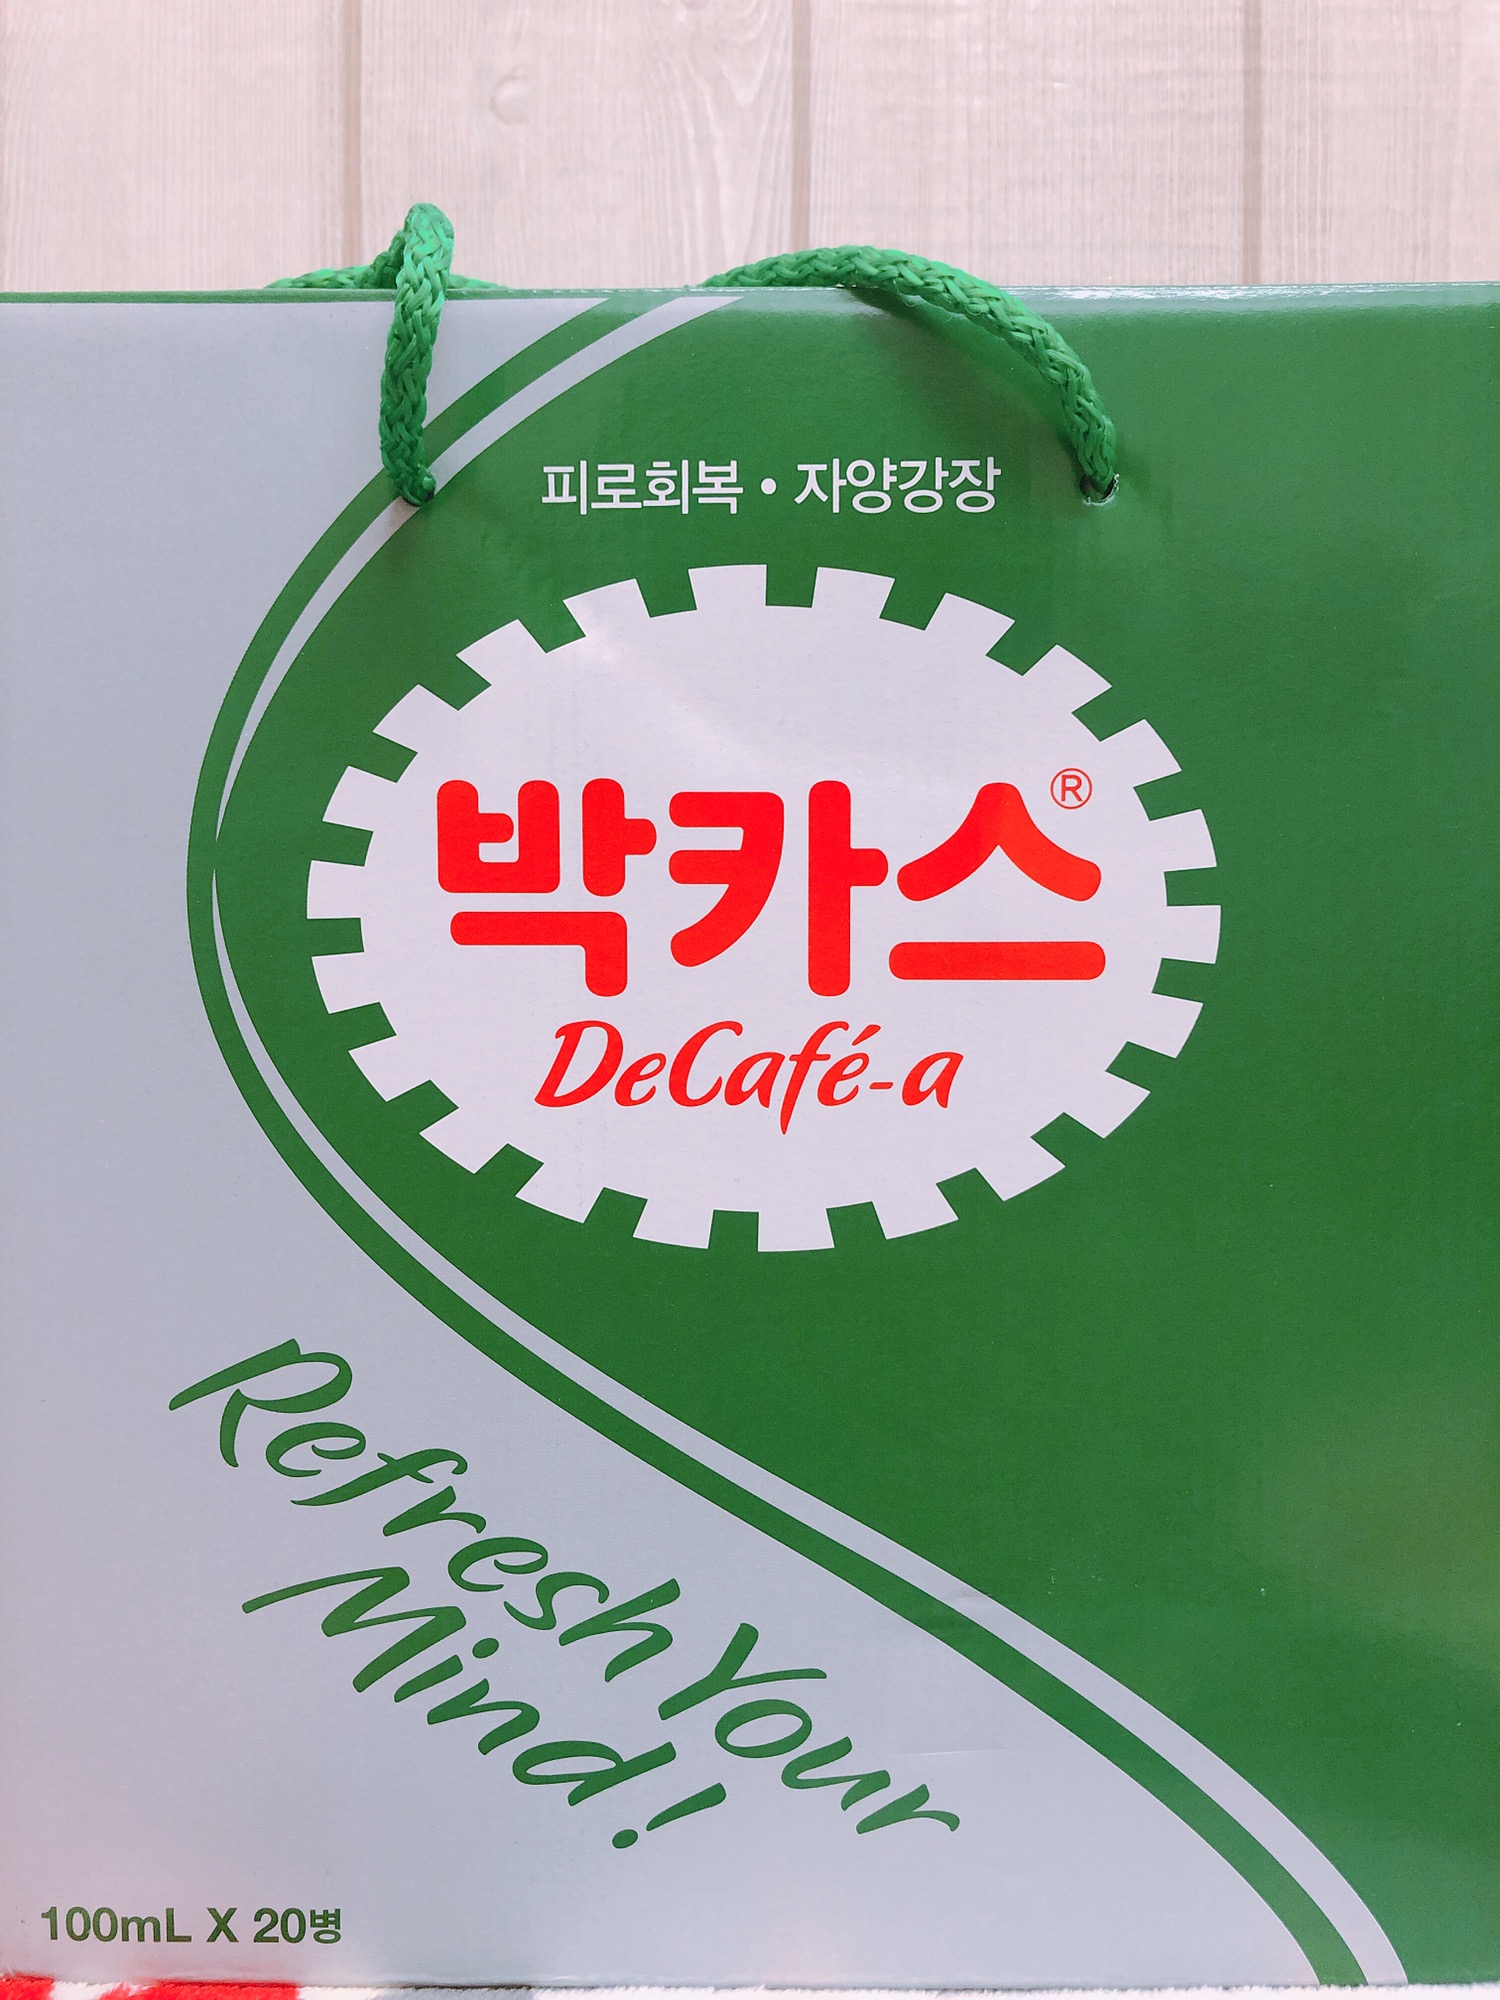 피로회복 • 자양강장
박카스®
DeCafé-a
Refresh Your
Mind!
100mL X 20병